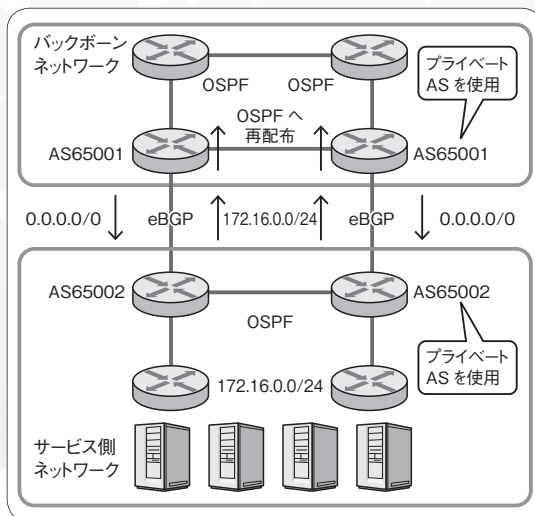 バックボーン
ネットワーク
プライベート
AS を使用
OSPF
OSPF
OSPF へ
再配布
AS65001
AS65001
0.0.0.0/0
eBGP
172.16.0.0/24
eBGP
0.0.0.0/0
AS65002
AS65002
OSPF
プライベート
AS を使用
172.16.0.0/24
サービス側
ネットワーク